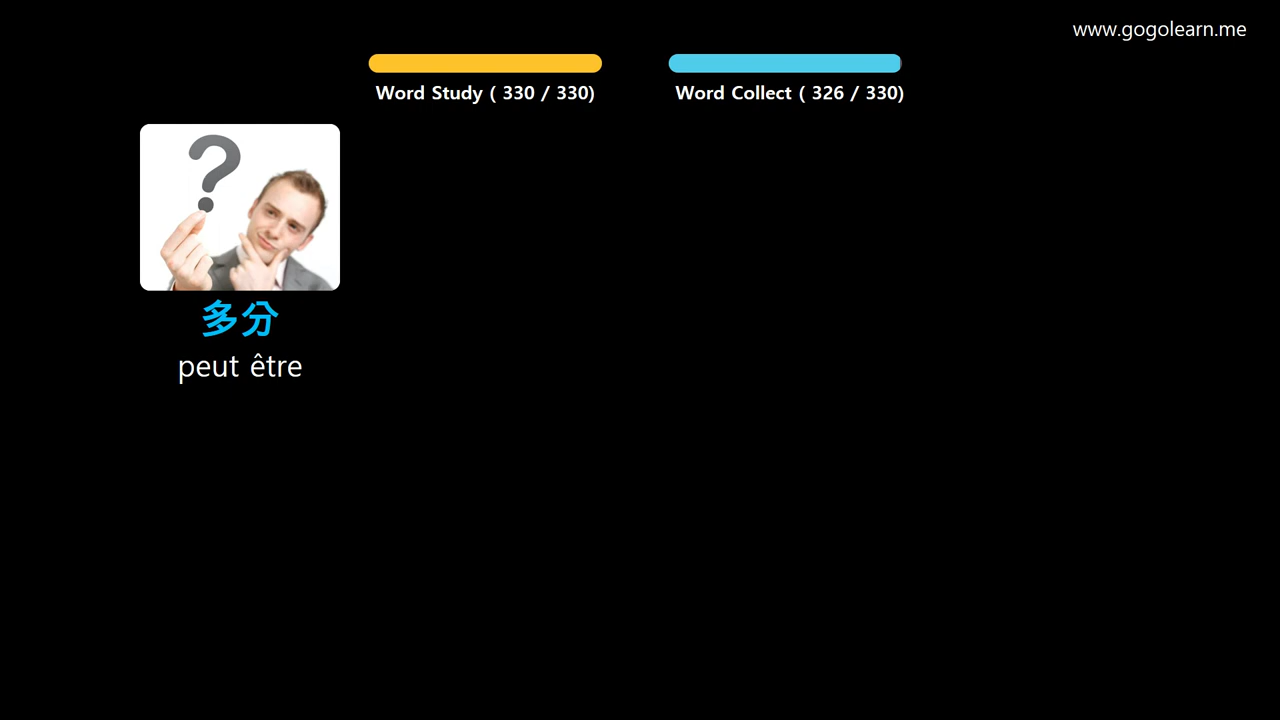 www.gogolearn.me
Word Study ( 330 / 330)
Word Collect ( 326 / 330)
?
多分
peut être